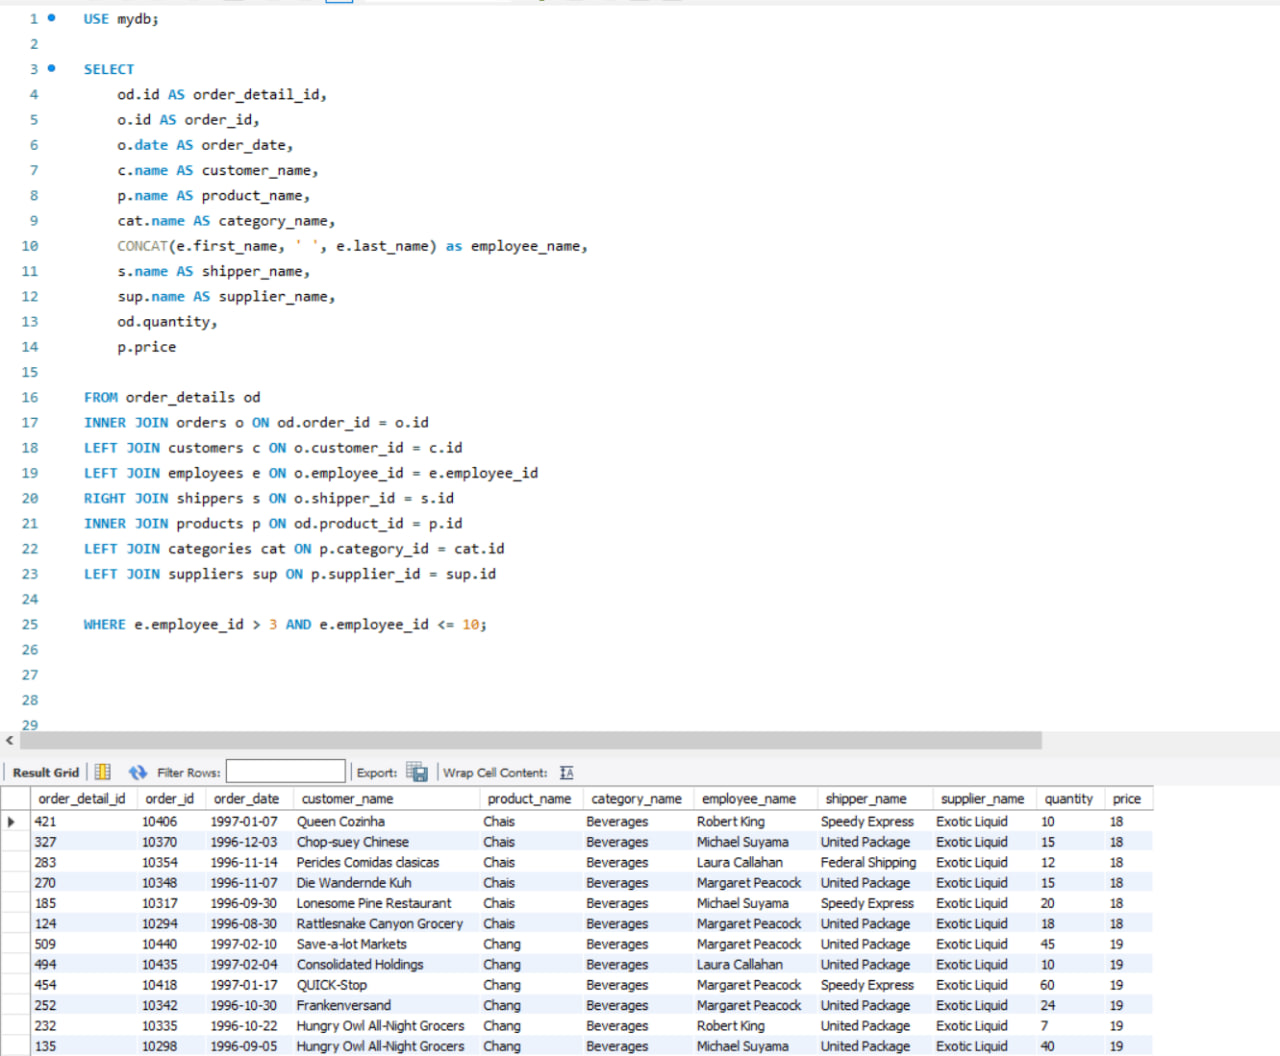 1 USE mydb;
2
3 SELECT
4 od.id AS order_detail_id,
5 o.id AS order_id,
6 o.date AS order_date,
7 c.name AS customer_name,
8 p.name AS product_name,
9 cat.name AS category_name,
10 CONCAT(e.first_name, ' ', e.last_name) as employee_name,
11 s.name AS shipper_name,
12 sup.name AS supplier_name,
13 od.quantity,
14 p.price
15
16 FROM order_details od
17 INNER JOIN orders o ON od.order_id = o.id
18 LEFT JOIN customers c ON o.customer_id = c.id
19 LEFT JOIN employees e ON o.employee_id = e.employee_id
20 RIGHT JOIN shippers s ON o.shipper_id = s.id
21 INNER JOIN products p ON od.product_id = p.id
22 LEFT JOIN categories cat ON p.category_id = cat.id
23 LEFT JOIN suppliers sup ON p.supplier_id = sup.id
24
25 WHERE e.employee_id > 3 AND e.employee_id <= 10;
26
27
28
29
Result Grid Filter Rows: Export: Wrap Cell Content:
order_detail_id order_id order_date customer_name product_name category_name employee_name shipper_name supplier_name quantity price
421 10406 1997-01-07 Queen Cozinha Chais Beverages Robert King Speedy Express Exotic Liquid 10 18
327 10370 1996-12-03 Chop-suey Chinese Chais Beverages Michael Suyama United Package Exotic Liquid 15 18
283 10354 1996-11-14 Pericles Comidas clasicas Chais Beverages Laura Callahan Federal Shipping Exotic Liquid 12 18
270 10348 1996-11-07 Die Wandernde Kuh Chais Beverages Margaret Peacock United Package Exotic Liquid 15 18
185 10317 1996-09-30 Lonesome Pine Restaurant Chais Beverages Michael Suyama Speedy Express Exotic Liquid 20 18
124 10294 1996-08-30 Rattlesnake Canyon Grocery Chais Beverages Margaret Peacock United Package Exotic Liquid 18 18
509 10440 1997-02-10 Save-a-lot Markets Chang Beverages Margaret Peacock United Package Exotic Liquid 45 19
494 10435 1997-02-04 Consolidated Holdings Chang Beverages Laura Callahan United Package Exotic Liquid 10 19
454 10418 1997-01-17 QUICK-Stop Chang Beverages Margaret Peacock Speedy Express Exotic Liquid 60 19
252 10342 1996-10-30 Frankenversand Chang Beverages Margaret Peacock United Package Exotic Liquid 24 19
232 10335 1996-10-22 Hungry Owl All-Night Grocers Chang Beverages Robert King United Package Exotic Liquid 7 19
135 10298 1996-09-05 Hungry Owl All-Night Grocers Chang Beverages Michael Suyama United Package Exotic Liquid 40 19